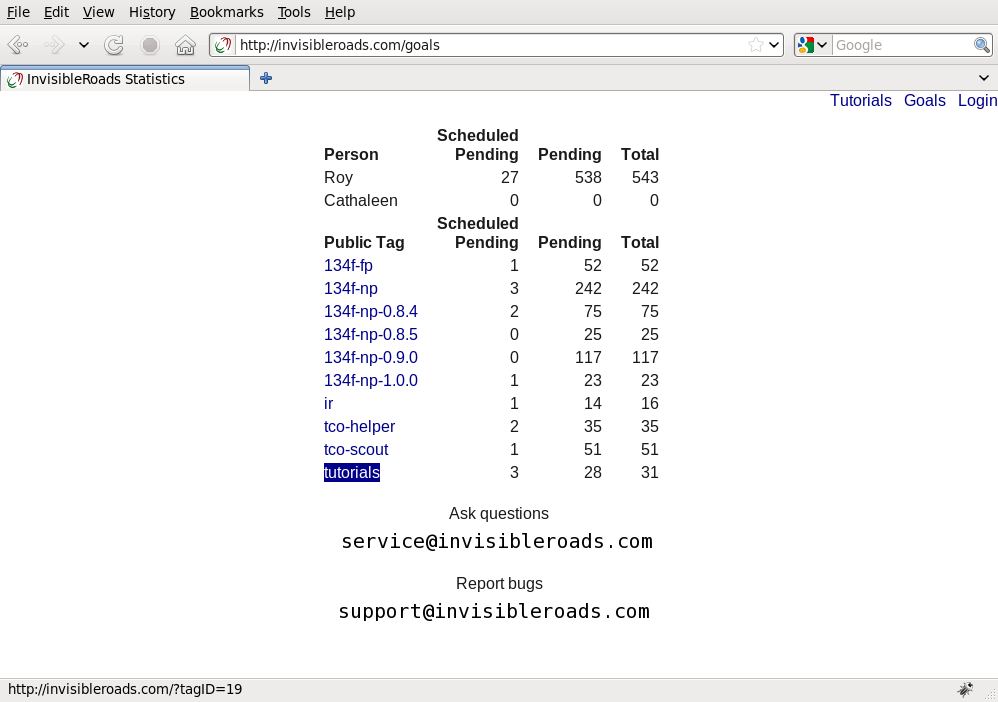 File Edit View History Bookmarks Tools Help
http://invisibleroads.com/goals Google
InvisibleRoads Statistics
Tutorials Goals Login
Scheduled
Person Pending Pending Total
Roy 27 538 543
Cathaleen 0 0 0
Scheduled
Public Tag Pending Pending Total
134f-fp 1 52 52
134f-np 3 242 242
134f-np-0.8.4 2 75 75
134f-np-0.8.5 0 25 25
134f-np-0.9.0 0 117 117
134f-np-1.0.0 1 23 23
ir 1 14 16
tco-helper 2 35 35
tco-scout 1 51 51
tutorials 3 28 31
Ask questions
service@invisibleroads.com
Report bugs
support@invisibleroads.com
http://invisibleroads.com/?tagID=19